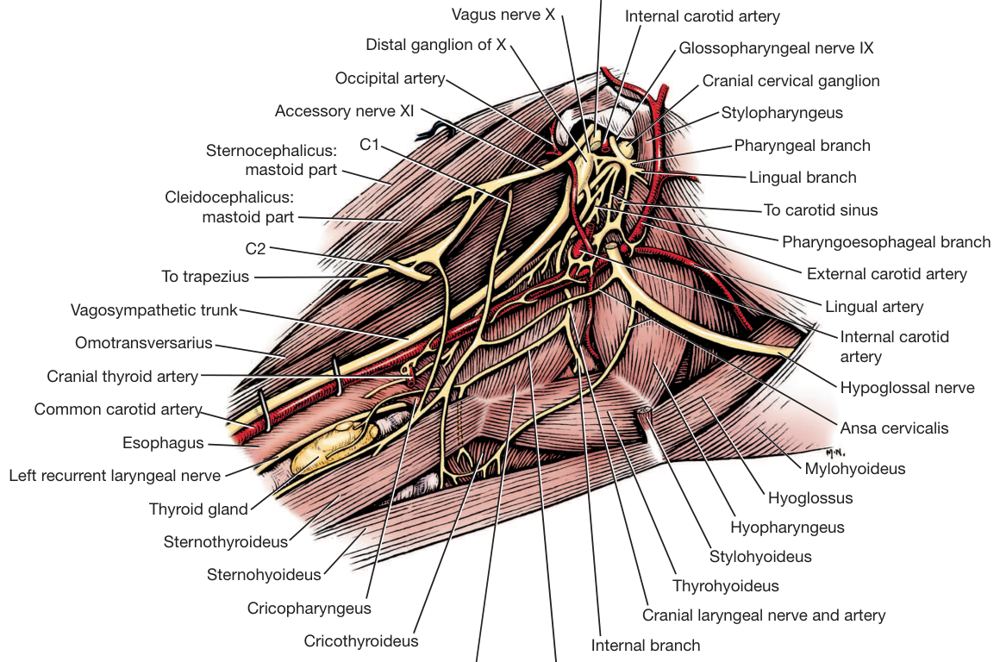 Vagus nerve X
Internal carotid artery
Distal ganglion of X
Glossopharyngeal nerve IX
Occipital artery
Cranial cervical ganglion
Accessory nerve XI
Stylopharyngeus
C1
Pharyngeal branch
Sternocephalicus:
mastoid part
Lingual branch
Cleidocephalicus:
mastoid part
To carotid sinus
C2
Pharyngoesophageal branch
To trapezius
External carotid artery
Vagosympathetic trunk
Lingual artery
Omotransversarius
Internal carotid
artery
Cranial thyroid artery
Hypoglossal nerve
Common carotid artery
Ansa cervicalis
Esophagus
M.N.
Left recurrent laryngeal nerve
Mylohyoideus
Thyroid gland
Hyoglossus
Sternothyroideus
Hyopharyngeus
Sternohyoideus
Stylohyoideus
Cricopharyngeus
Thyrohyoideus
Cricothyroideus
Cranial laryngeal nerve and artery
Internal branch